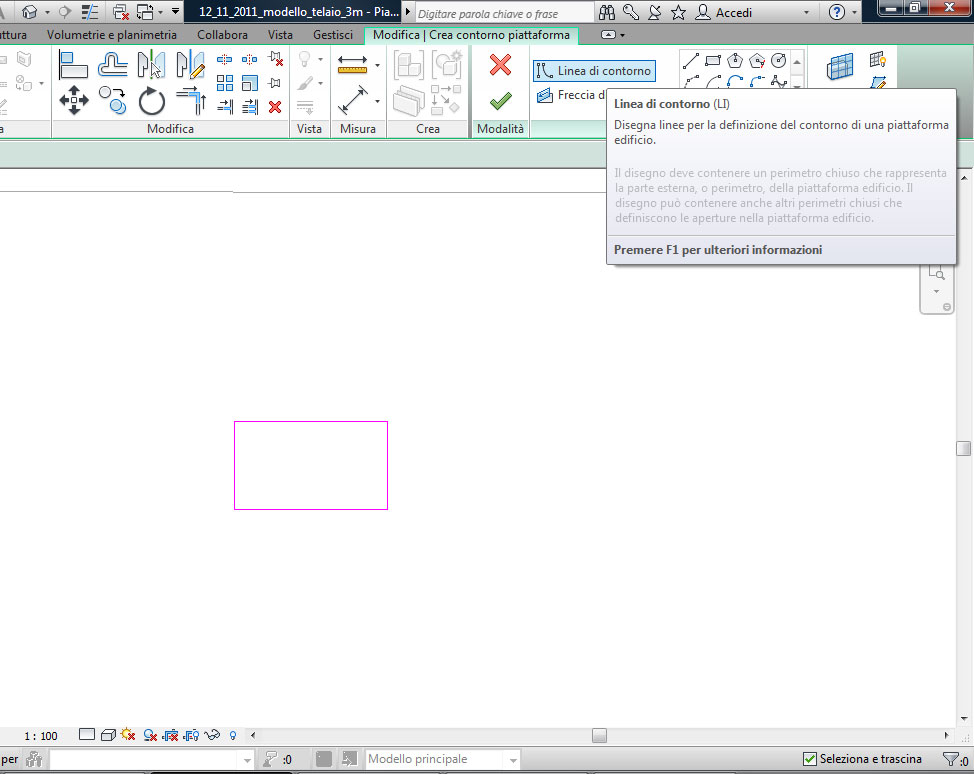 12_11_2011_modello_telaio_3m - Pia...
Digitare parola chiave o frase
Accedi
uttura
Volumetrie e planimetria
Collabora
Vista
Gestisci
Modifica | Crea contorno piattaforma
Linea di contorno
Freccia d
a
Modifica
Vista
Misura
Crea
Modalità
Linea di contorno (LI)
Disegna linee per la definizione del contorno di una piattaforma
edificio.
Il disegno deve contenere un perimetro chiuso che rappresenta
la parte esterna, o perimetro, della piattaforma edificio. Il
disegno può contenere anche altri perimetri chiusi che
definiscono le aperture nella piattaforma edificio.
Premere F1 per ulteriori informazioni
1 : 100
per
:0
Modello principale
Seleziona e trascina
:0